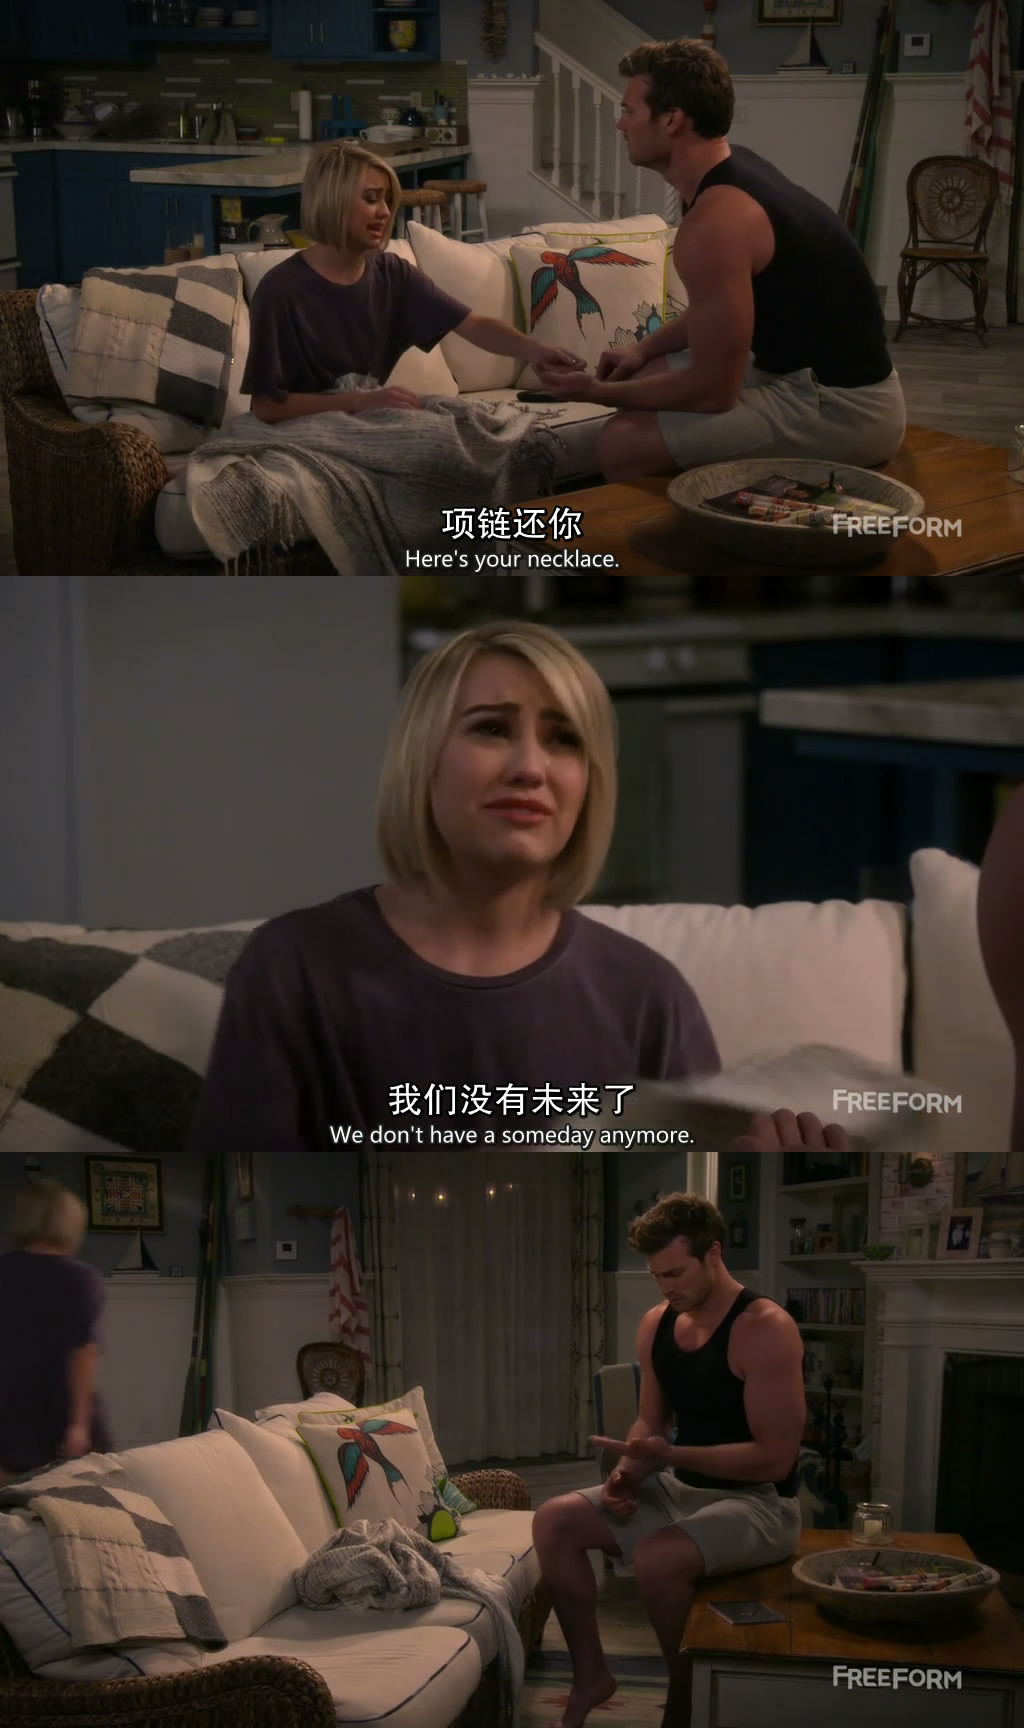 项链还你
Here's your necklace.
FREEFORM
我们没有未来了
We don't have a someday anymore.
FREEFORM
FREEFORM